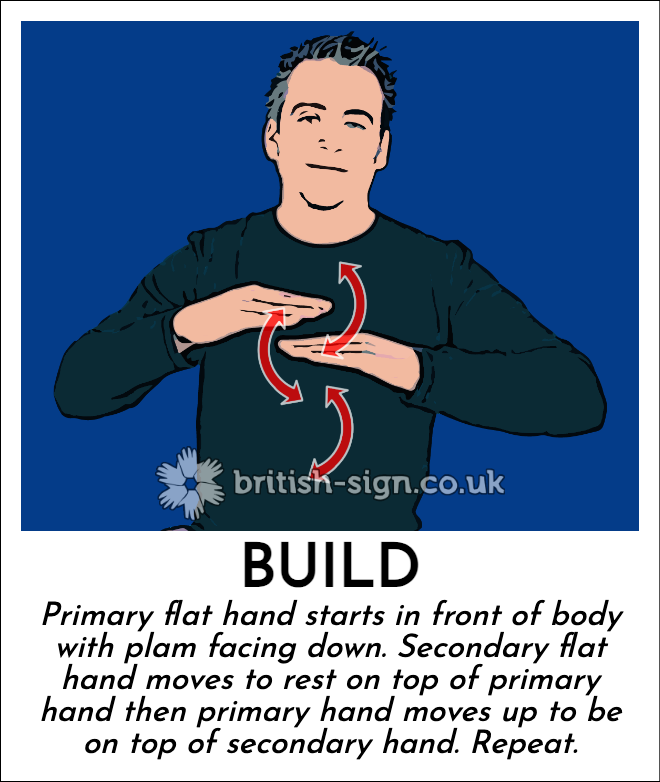 british-sign.co.uk
BUILD
Primary flat hand starts in front of body
with plam facing down. Secondary flat
hand moves to rest on top of primary
hand then primary hand moves up to be
on top of secondary hand. Repeat.